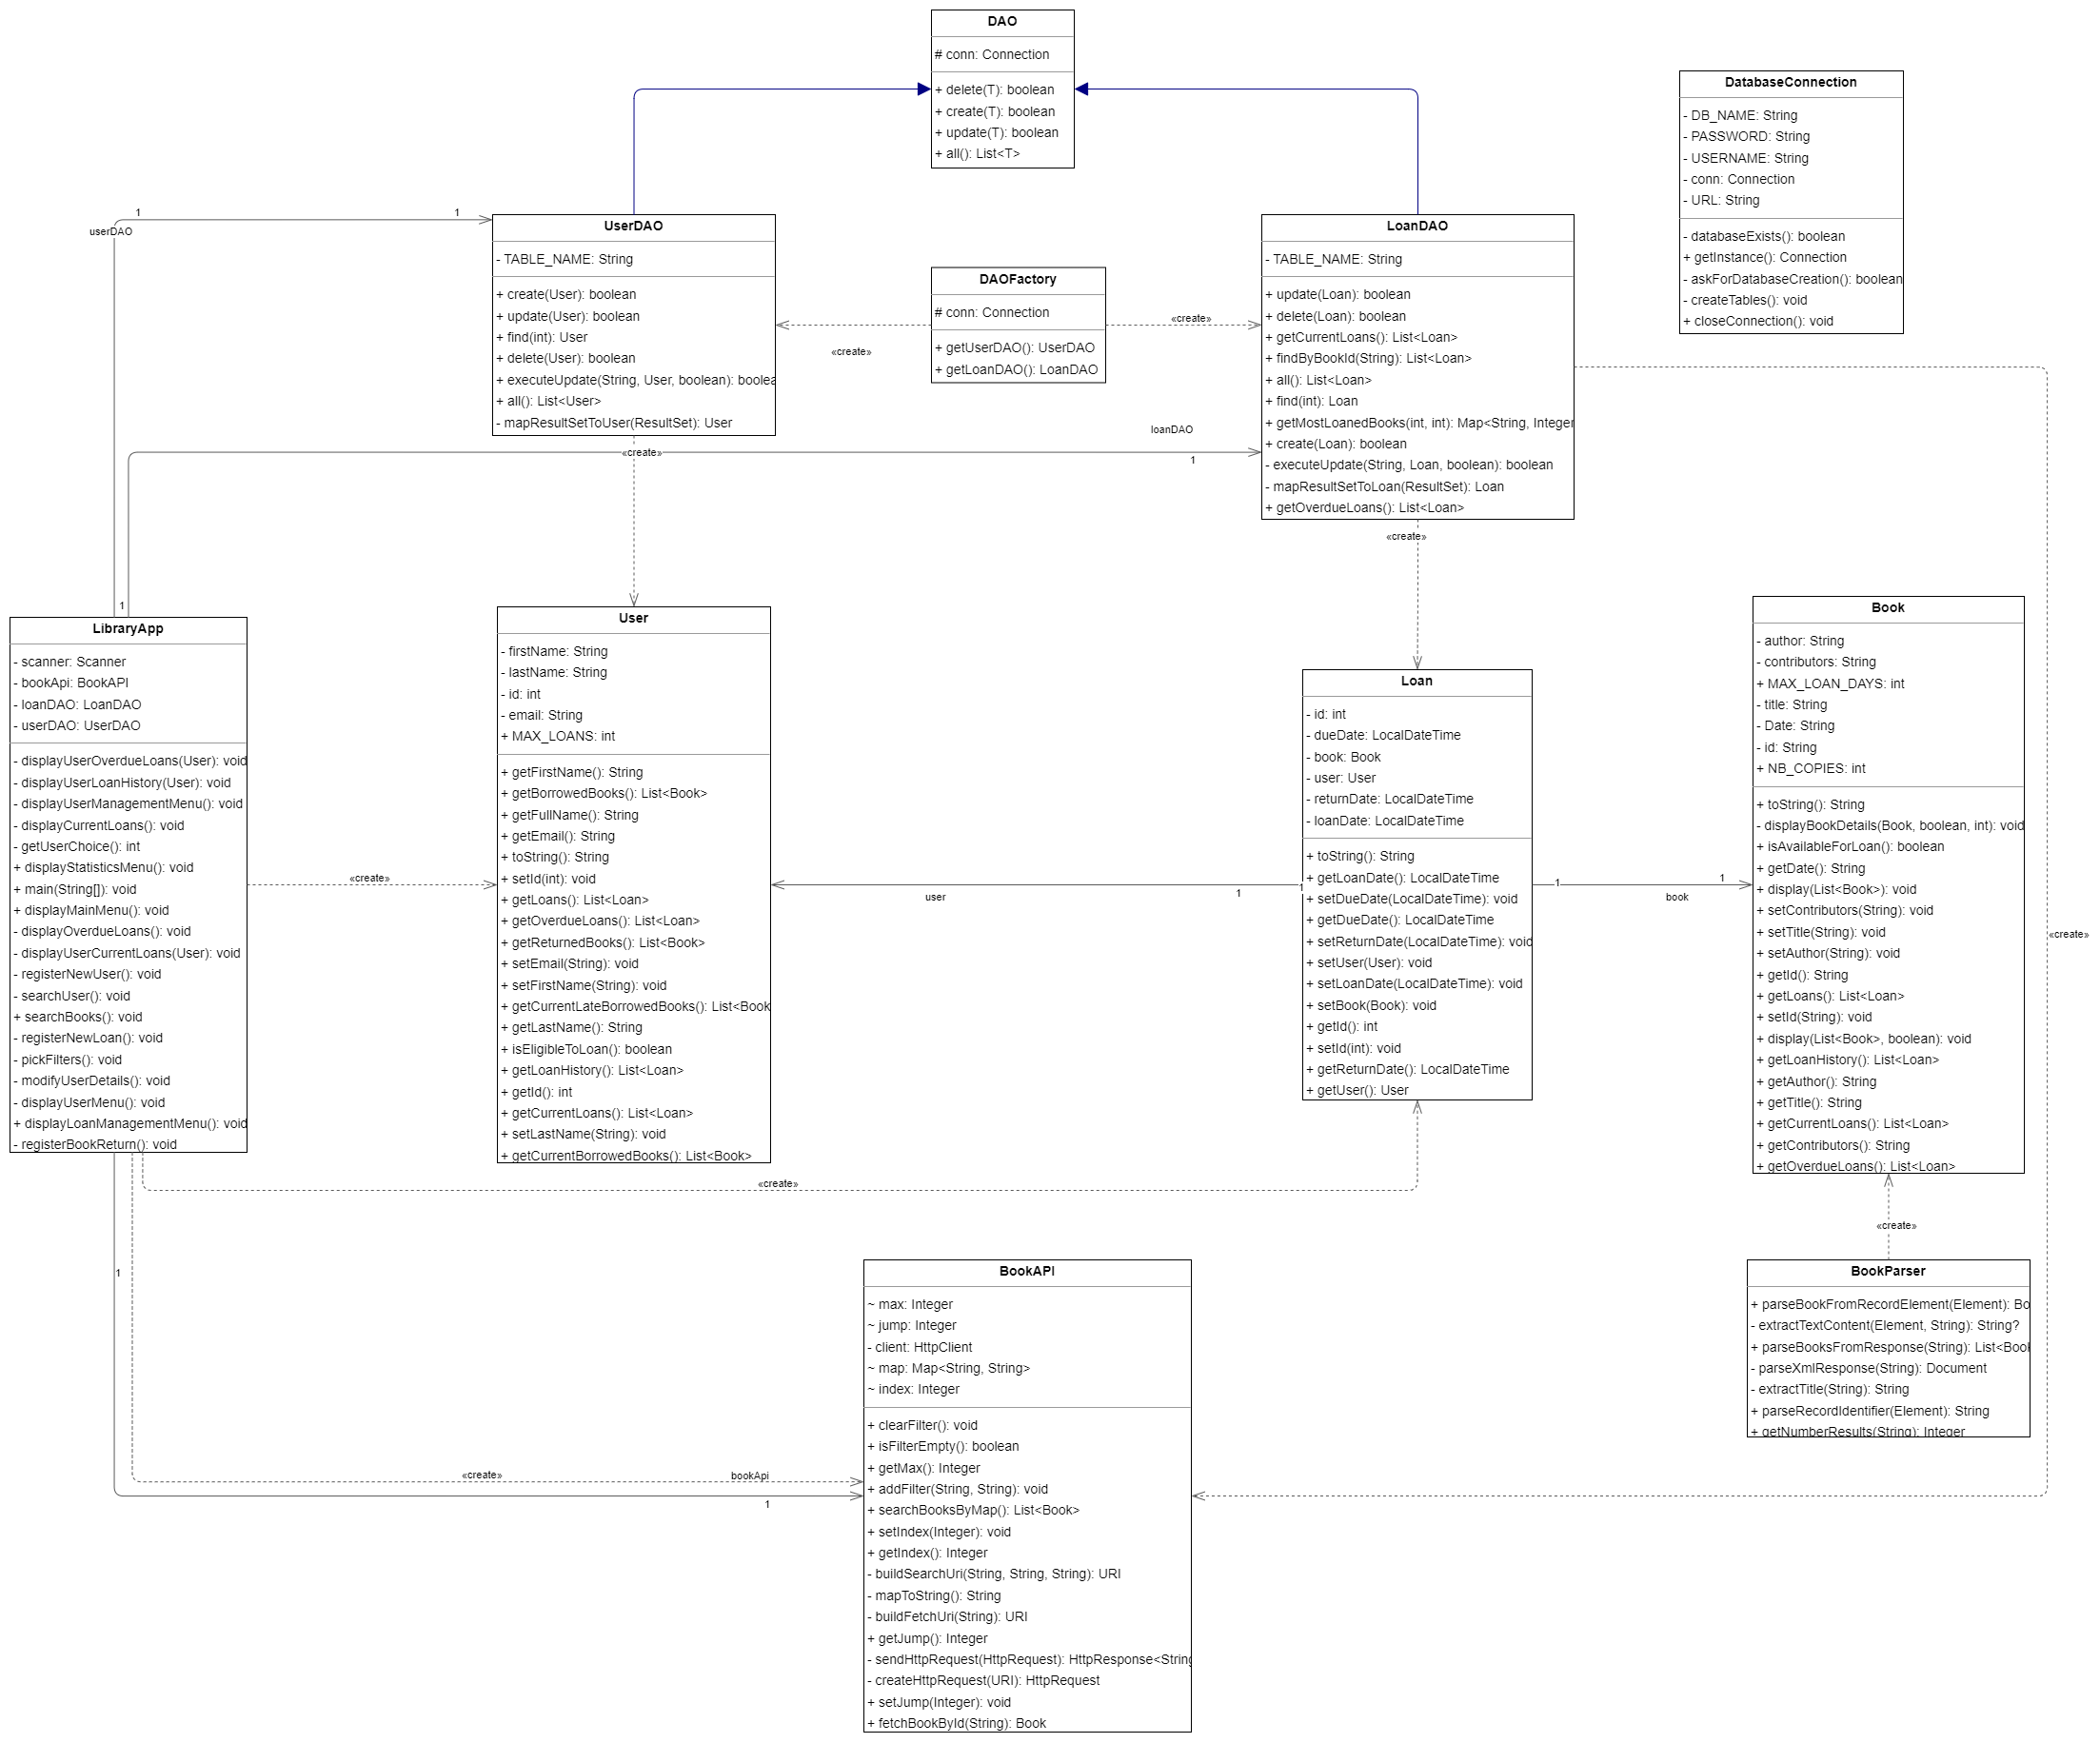 DAO
# conn: Connection
+ delete(T): boolean
+ create(T): boolean
+ update(T): boolean
+ all(): List<T>
DatabaseConnection
- DB_NAME: String
- PASSWORD: String
- USERNAME: String
- conn: Connection
- URL: String
- databaseExists(): boolean
+ getInstance(): Connection
- askForDatabaseCreation(): boolean
- createTables(): void
+ closeConnection(): void
1
1
userDAO
UserDAO
- TABLE_NAME: String
+ create(User): boolean
+ update(User): boolean
+ find(int): User
+ delete(User): boolean
+ executeUpdate(String, User, boolean): boolea
+ all(): List<User>
- mapResultSetToUser(ResultSet): User
DAOFactory
# conn: Connection
+ getUserDAO(): UserDAO
+ getLoanDAO(): LoanDAO
«create»
«create»
LoanDAO
- TABLE_NAME: String
+ update(Loan): boolean
+ delete(Loan): boolean
+ getCurrentLoans(): List<Loan>
+ findByBookId(String): List<Loan>
+ all(): List<Loan>
+ find(int): Loan
+ getMostLoanedBooks(int, int): Map<String, Integer
+ create(Loan): boolean
- executeUpdate(String, Loan, boolean): boolean
- mapResultSetToLoan(ResultSet): Loan
+ getOverdueLoans(): List<Loan>
loanDAO
1
«create»
«create»
1
LibraryApp
- scanner: Scanner
- bookApi: BookAPI
- loanDAO: LoanDAO
- userDAO: UserDAO
- displayUserOverdueLoans(User): void
- displayUserLoanHistory(User): void
- displayUserManagementMenu(): void
- displayCurrentLoans(): void
- getUserChoice(): int
+ displayStatisticsMenu(): void
+ main(String[]): void
+ displayMainMenu(): void
- displayOverdueLoans(): void
- displayUserCurrentLoans(User): void
- registerNewUser(): void
- searchUser(): void
+ searchBooks(): void
- registerNewLoan(): void
- pickFilters(): void
- modifyUserDetails(): void
- displayUserMenu(): void
+ displayLoanManagementMenu(): void
- registerBookReturn(): void
«create»
User
- firstName: String
- lastName: String
- id: int
- email: String
+ MAX_LOANS: int
+ getFirstName(): String
+ getBorrowedBooks(): List<Book>
+ getFullName(): String
+ getEmail(): String
+ toString(): String
+ setId(int): void
+ getLoans(): List<Loan>
+ getOverdueLoans(): List<Loan>
+ getReturnedBooks(): List<Book>
+ setEmail(String): void
+ setFirstName(String): void
+ getCurrentLateBorrowedBooks(): List<Book
+ getLastName(): String
+ isEligibleToLoan(): boolean
+ getLoanHistory(): List<Loan>
+ getId(): int
+ getCurrentLoans(): List<Loan>
+ setLastName(String): void
+ getCurrentBorrowedBooks(): List<Book>
user
1
1
Loan
- id: int
- dueDate: LocalDateTime
- book: Book
- user: User
- returnDate: LocalDateTime
- loanDate: LocalDateTime
+ toString(): String
+ getLoanDate(): LocalDateTime
+ setDueDate(LocalDateTime): void
+ getDueDate(): LocalDateTime
+ setReturnDate(LocalDateTime): void
+ setUser(User): void
+ setLoanDate(LocalDateTime): void
+ setBook(Book): void
+ getId(): int
+ setId(int): void
+ getReturnDate(): LocalDateTime
+ getUser(): User
1
1
book
Book
- author: String
- contributors: String
+ MAX_LOAN_DAYS: int
- title: String
- Date: String
- id: String
+ NB_COPIES: int
+ toString(): String
- displayBookDetails(Book, boolean, int): void
+ isAvailableForLoan(): boolean
+ getDate(): String
+ display(List<Book>): void
+ setContributors(String): void
+ setTitle(String): void
+ setAuthor(String): void
+ getId(): String
+ getLoans(): List<Loan>
+ setId(String): void
+ display(List<Book>, boolean): void
+ getLoanHistory(): List<Loan>
+ getAuthor(): String
+ getTitle(): String
+ getCurrentLoans(): List<Loan>
+ getContributors(): String
+ getOverdueLoans(): List<Loan>
«create»
«create»
«create»
1
BookAPI
~ max: Integer
~ jump: Integer
- client: HttpClient
~ map: Map<String, String>
~ index: Integer
+ clearFilter(): void
+ isFilterEmpty(): boolean
+ getMax(): Integer
+ addFilter(String, String): void
+ searchBooksByMap(): List<Book>
+ setIndex(Integer): void
+ getIndex(): Integer
- buildSearchUri(String, String, String): URI
- mapToString(): String
- buildFetchUri(String): URI
+ getJump(): Integer
- sendHttpRequest(HttpRequest): HttpResponse<String
- createHttpRequest(URI): HttpRequest
+ setJump(Integer): void
+ fetchBookById(String): Book
«create»
bookApi
1
BookParser
+ parseBookFromRecordElement(Element): Bo
- extractTextContent(Element, String): String?
+ parseBooksFromResponse(String): List<Bool
- parseXmlResponse(String): Document
- extractTitle(String): String
+ parseRecordIdentifier(Element): String
+ getNumberResults(String): Integer